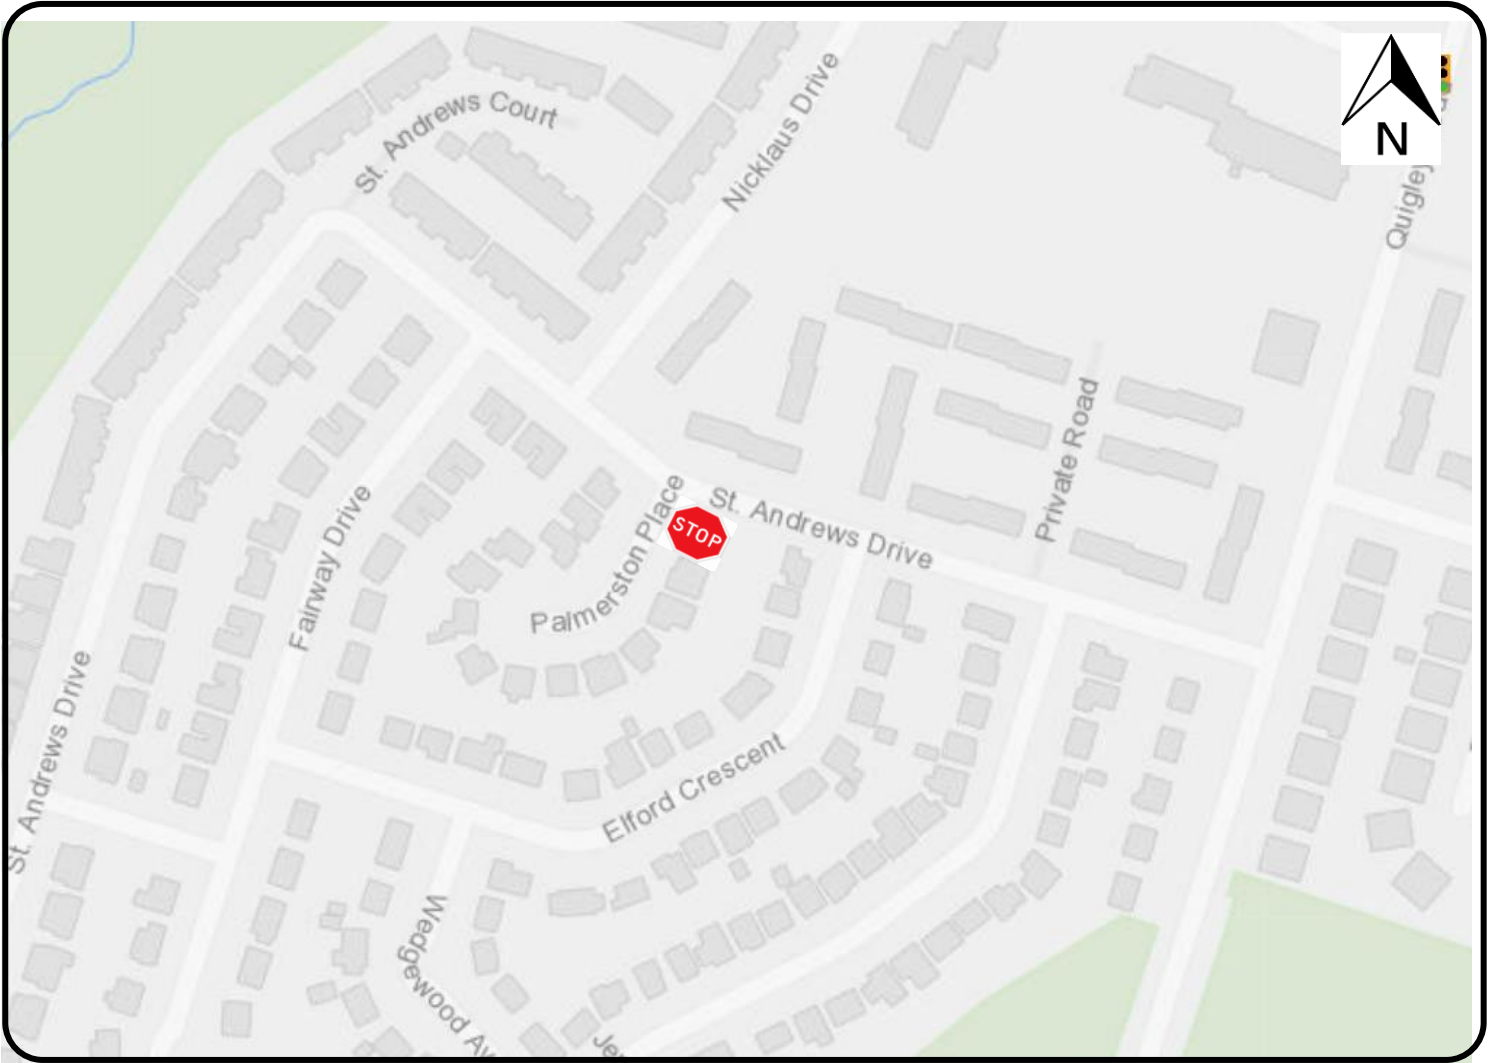 St. Andrews Court
Nicklaus Drive
N
Quigley
Private Road
St. Andrews Drive
STOP
Palmerston Place
Fairway Drive
St. Andrews Drive
Elford Crescent
Wedgewood Av
Je